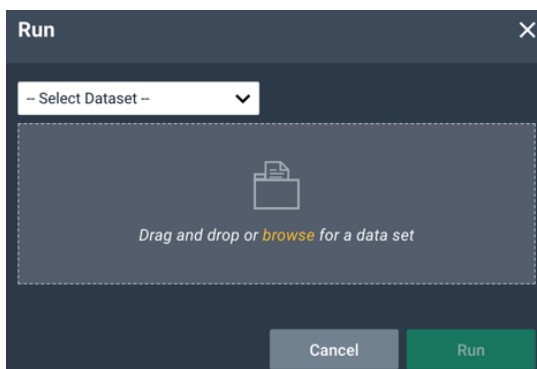 Run
-- Select Dataset --
Drag and drop or browse for a data set
Cancel
Run